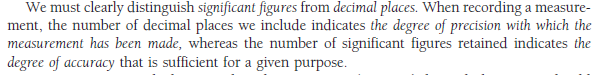 We must clearly distinguish significant figures from decimal places. When recording a measure-
ment, the number of decimal places we include indicates the degree of precision with which the
measurement has been made, whereas the number of significant figures retained indicates the
degree of accuracy that is sufficient for a given purpose.